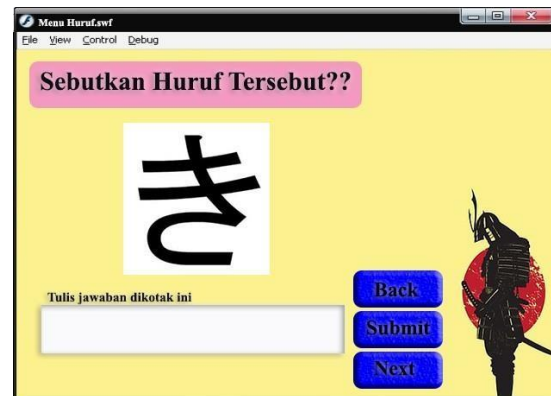 Menu Huruf.swf
File View Control Debug
Sebutkan Huruf Tersebut??
き
Tulis jawaban dikotak ini
Back
Submit
Next